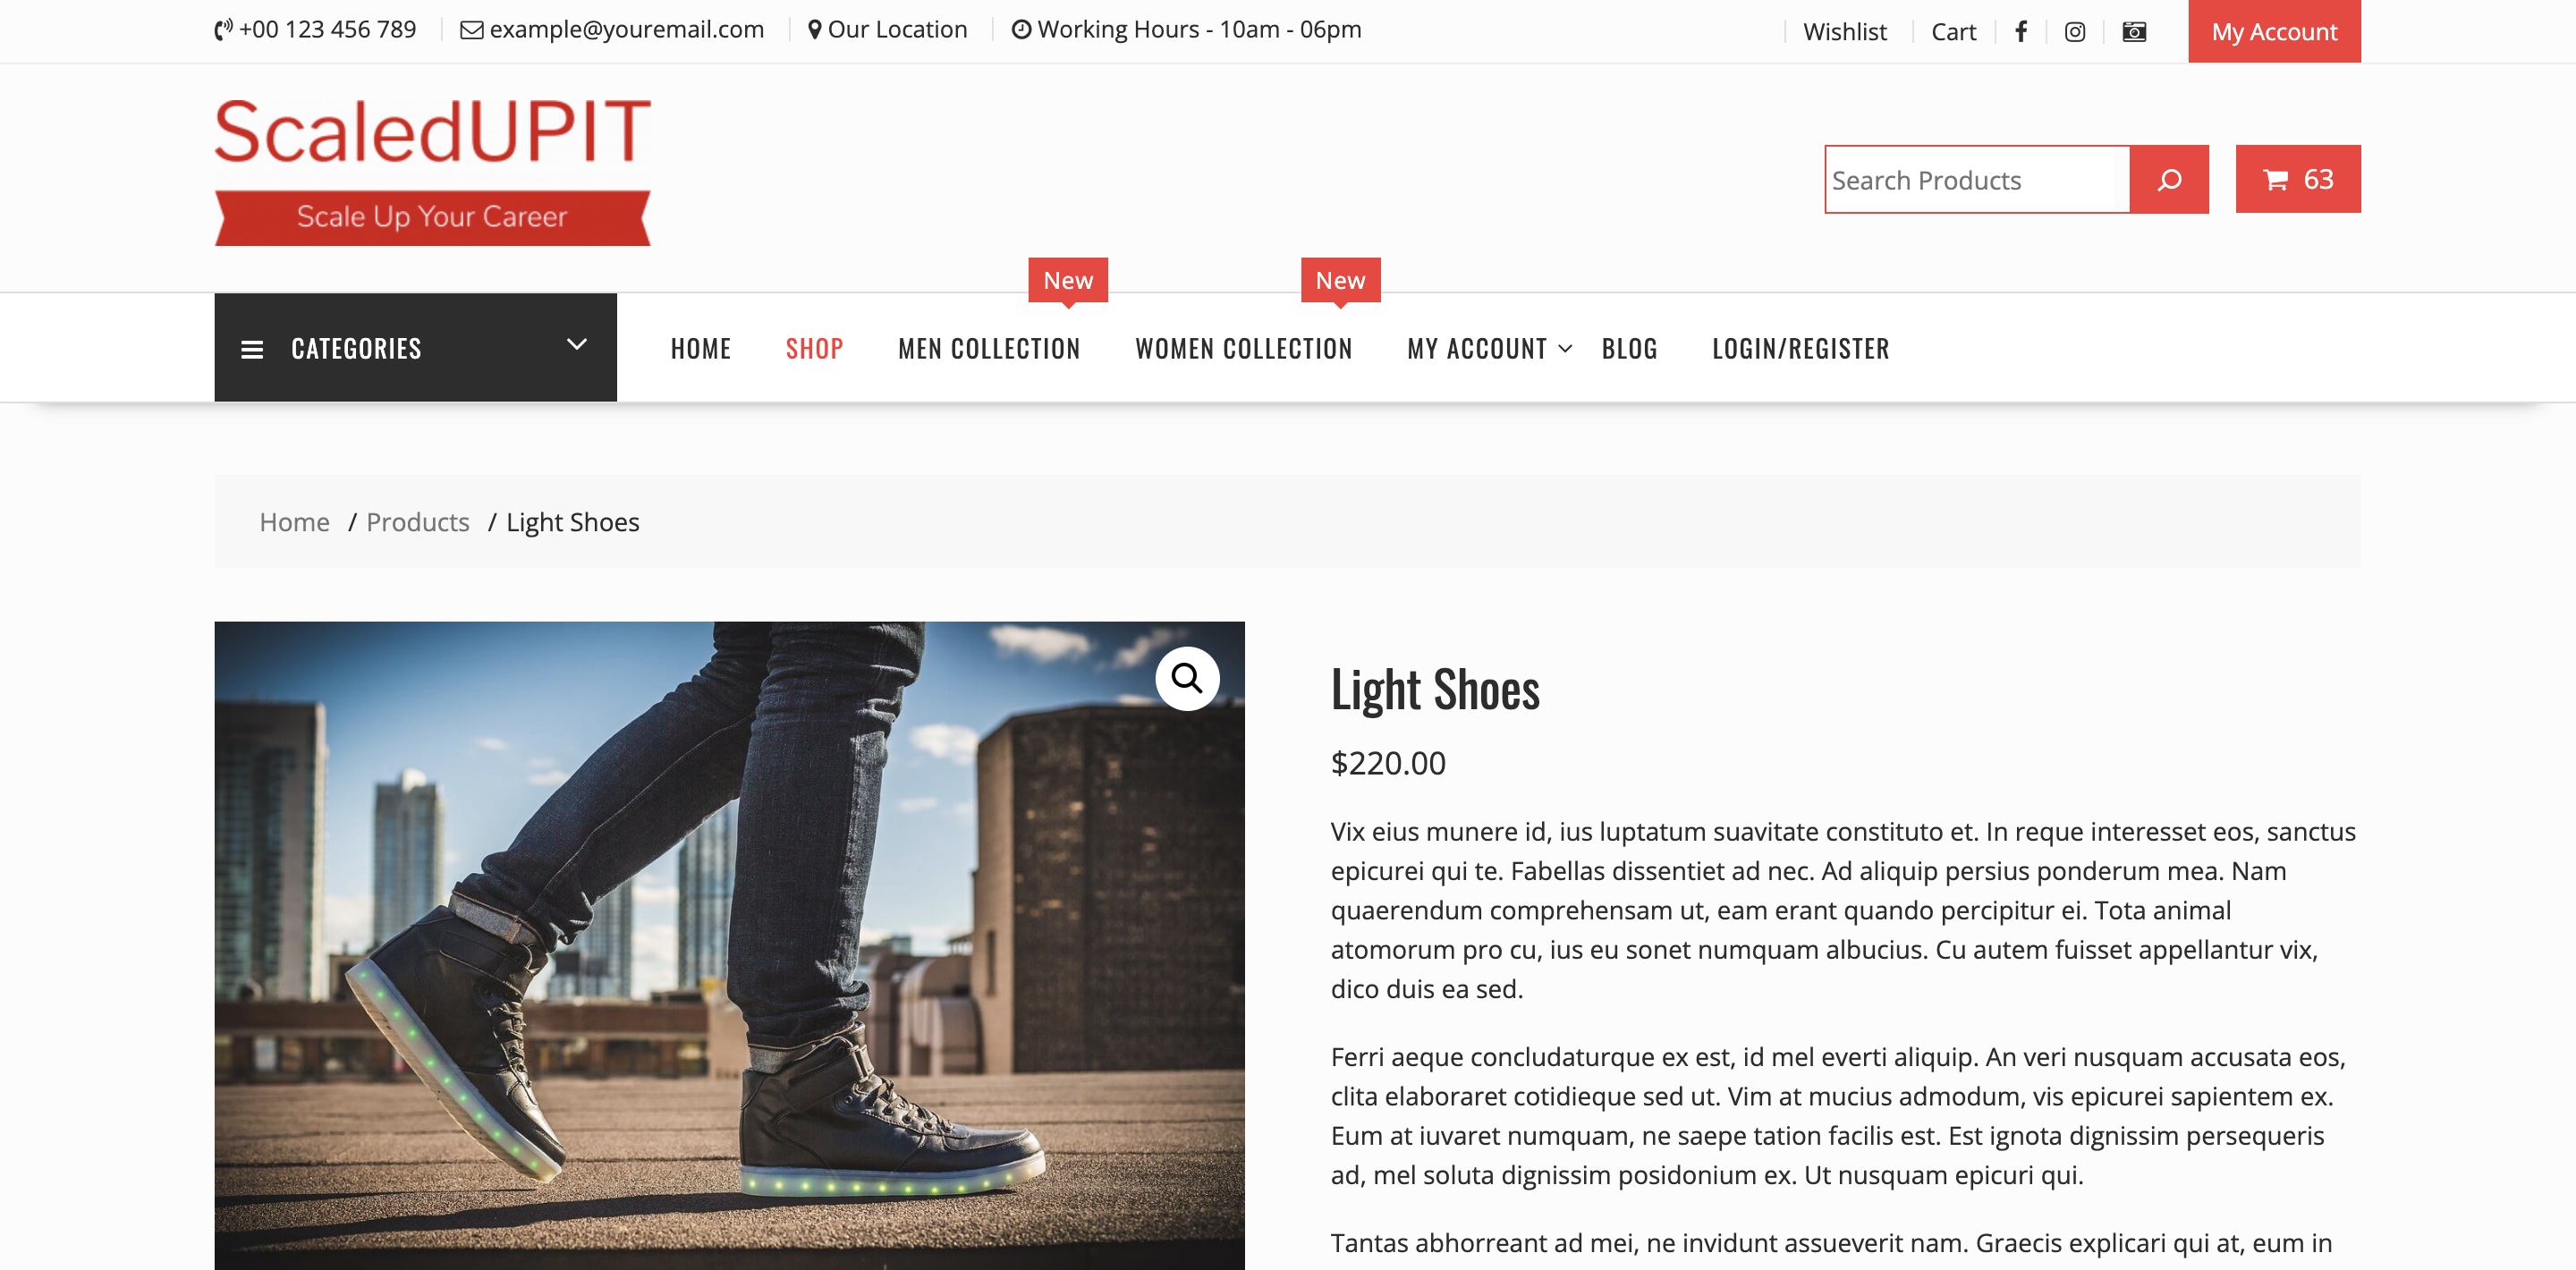 +00 123 456 789
example@youremail.com
Our Location
Working Hours - 10am - 06pm
Wishlist
Cart
My Account
ScaledUPIT
Scale Up Your Career
Search Products
63
New
New
CATEGORIES
HOME
SHOP
MEN COLLECTION
WOMEN COLLECTION
MY ACCOUNT
BLOG
LOGIN/REGISTER
Home / Products / Light Shoes
Light Shoes
$220.00
Vix eius munere id, ius luptatum suavitate constituto et. In reque interesset eos, sanctus
epicurei qui te. Fabellas dissentiet ad nec. Ad aliquip persius ponderum mea. Nam
quaerendum comprehensam ut, eam erant quando percipitur ei. Tota animal
atomorum pro cu, ius eu sonet numquam albucius. Cu autem fuisset appellantur vix,
dico duis ea sed.
Ferri aeque concludaturque ex est, id mel everti aliquip. An veri nusquam accusata eos,
clita elaboraret cotidieque sed ut. Vim at mucius admodum, vis epicurei sapientem ex.
Eum at iuvaret numquam, ne saepe tation facilis est. Est ignota dignissim persequeris
ad, mel soluta dignissim posidonium ex. Ut nusquam epicuri qui.
Tantas abhorreant ad mei, ne invidunt assueverit nam. Graecis explicari qui at, eum in